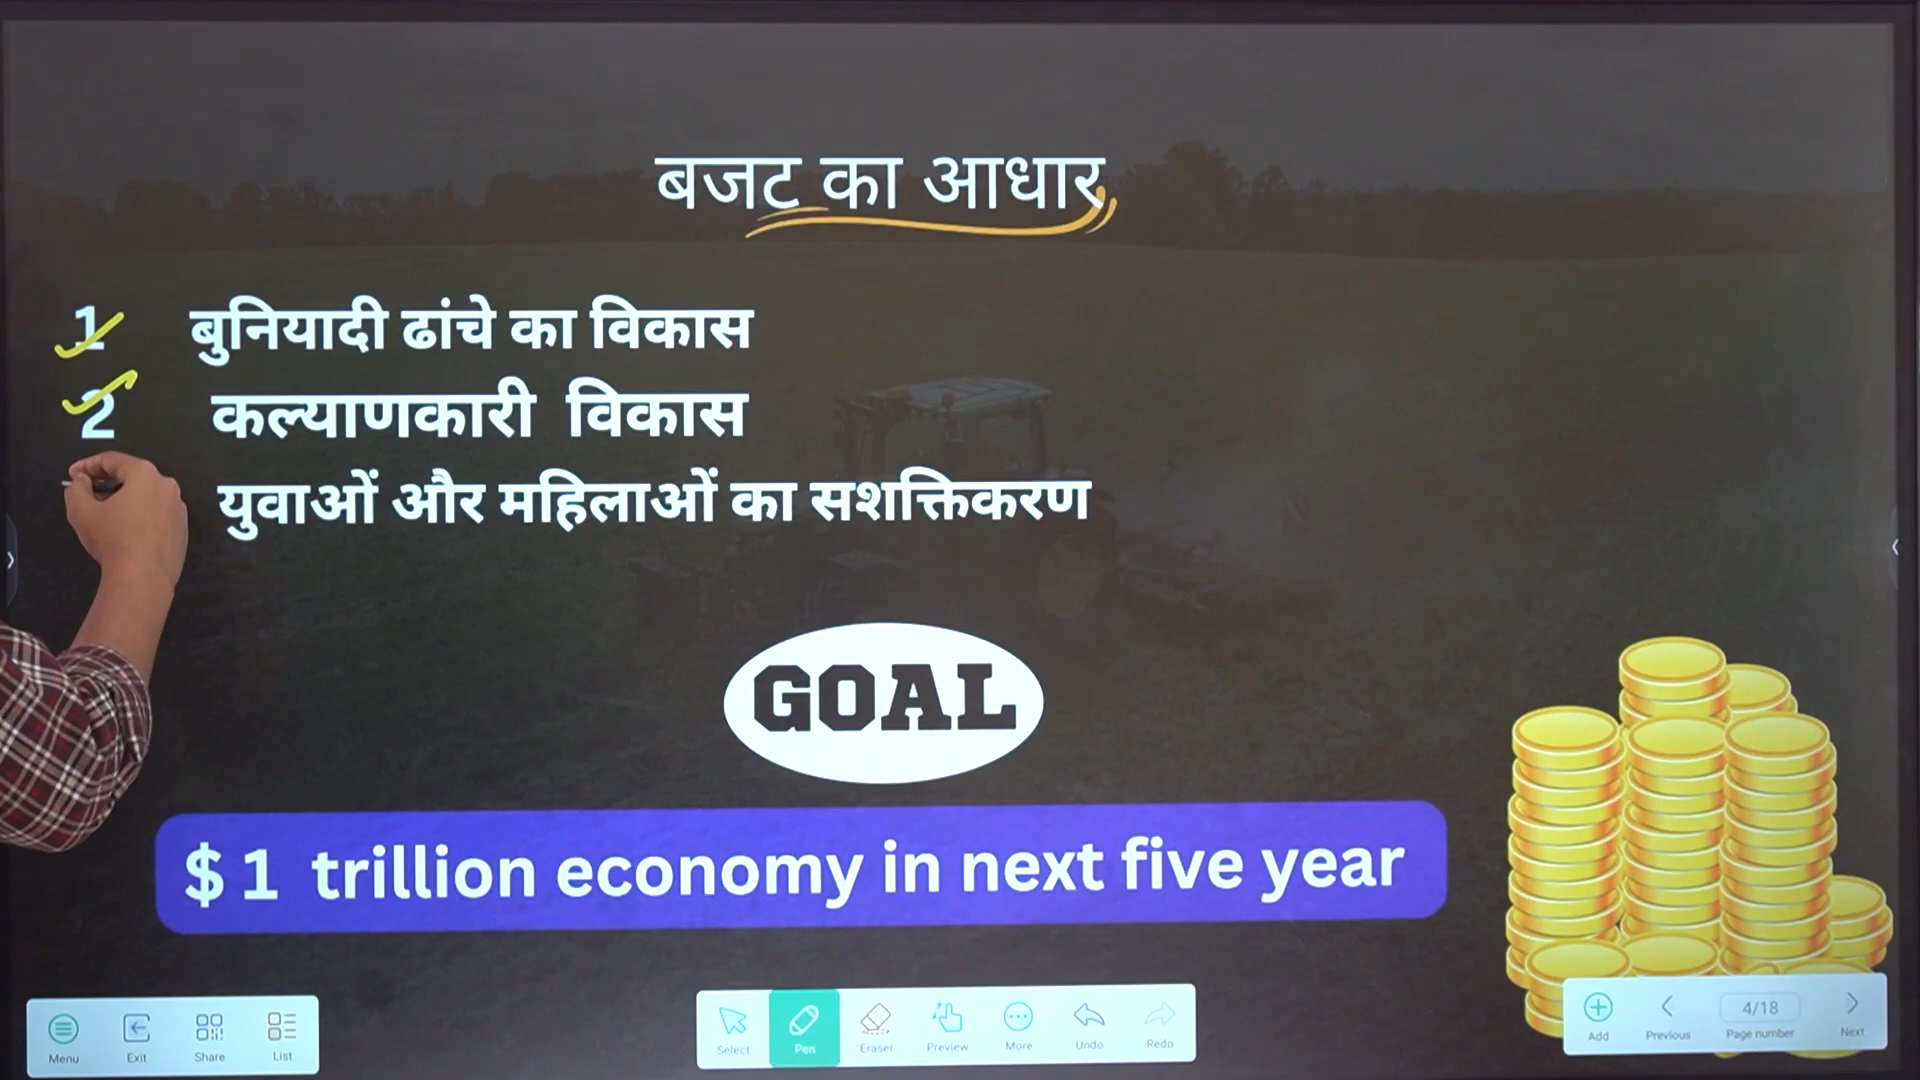 बजट का आधार
1 बुनियादी ढांचे का विकास
2 कल्याणकारी विकास
युवाओं और महिलाओं का सशक्तिकरण
GOAL
$ 1 trillion economy in next five year
Menu Exit Share List
Select Pen Eraser Preview More Undo Redo
Add Previous 4/18 Page number Next